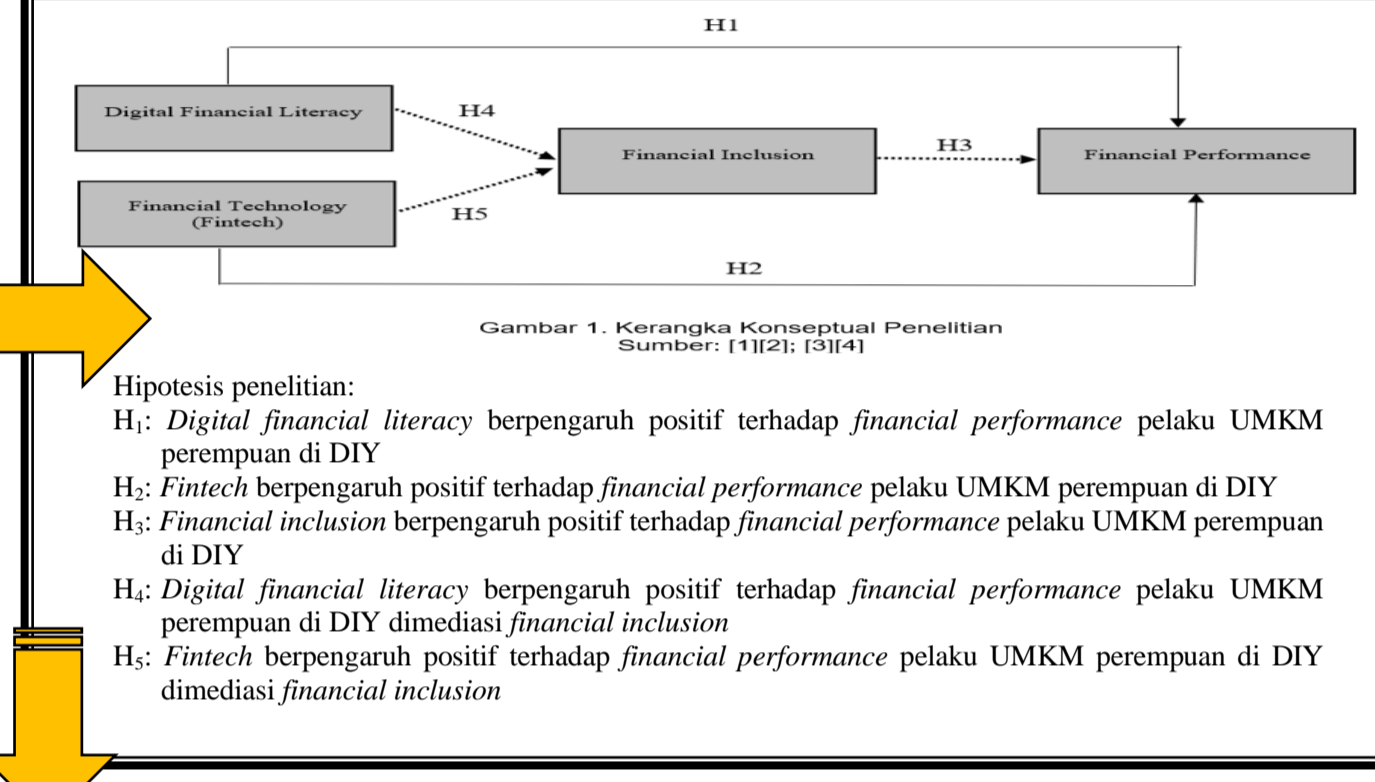 H1
Digital Financial Literacy
H4
Financial Inclusion
H3
Financial Performance
Financial Technology
(Fintech)
H5
H2
Gambar 1. Kerangka Konseptual Penelitian
Sumber: [1][2]; [3][4]
Hipotesis penelitian:
H₁: Digital financial literacy berpengaruh positif terhadap financial performance pelaku UMKM
perempuan di DIY
H₂: Fintech berpengaruh positif terhadap financial performance pelaku UMKM perempuan di DIY
H₃: Financial inclusion berpengaruh positif terhadap financial performance pelaku UMKM perempuan
di DIY
H₄: Digital financial literacy berpengaruh positif terhadap financial performance pelaku UMKM
perempuan di DIY dimediasi financial inclusion
H₅: Fintech berpengaruh positif terhadap financial performance pelaku UMKM perempuan di DIY
dimediasi financial inclusion